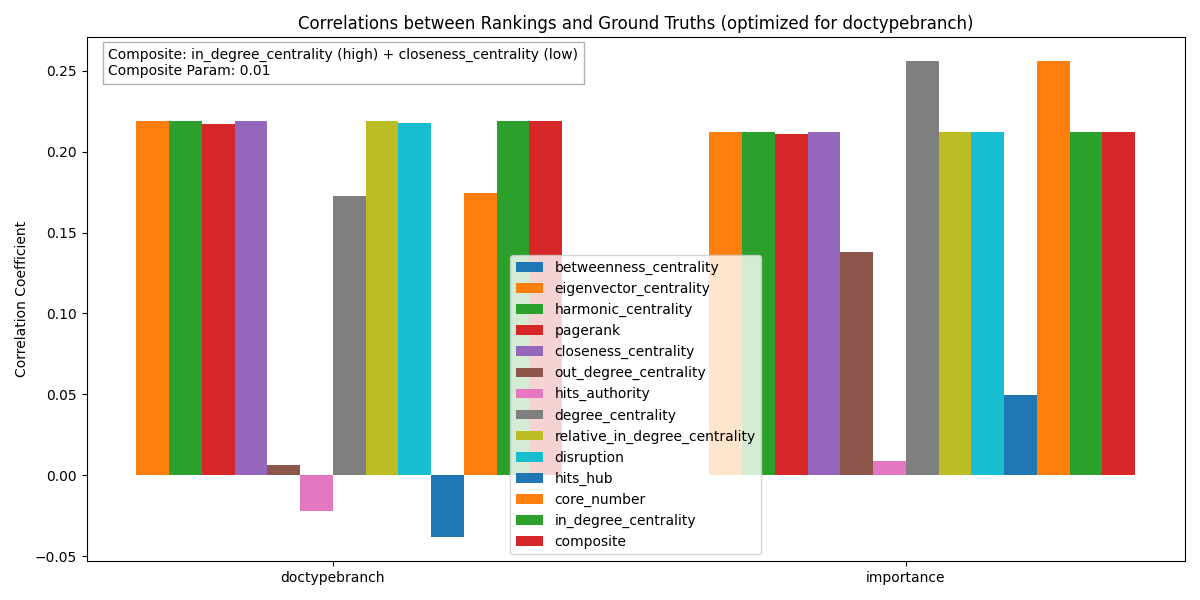 Correlations between Rankings and Ground Truths (optimized for doctypebranch)
Composite: in_degree_centrality (high) + closeness_centrality (low)
Composite Param: 0.01
Correlation Coefficient
0.25
0.20
0.15
0.10
0.05
0.00
−0.05
betweenness_centrality
eigenvector_centrality
harmonic_centrality
pagerank
closeness_centrality
out_degree_centrality
hits_authority
degree_centrality
relative_in_degree_centrality
disruption
hits_hub
core_number
in_degree_centrality
composite
doctypebranch
importance